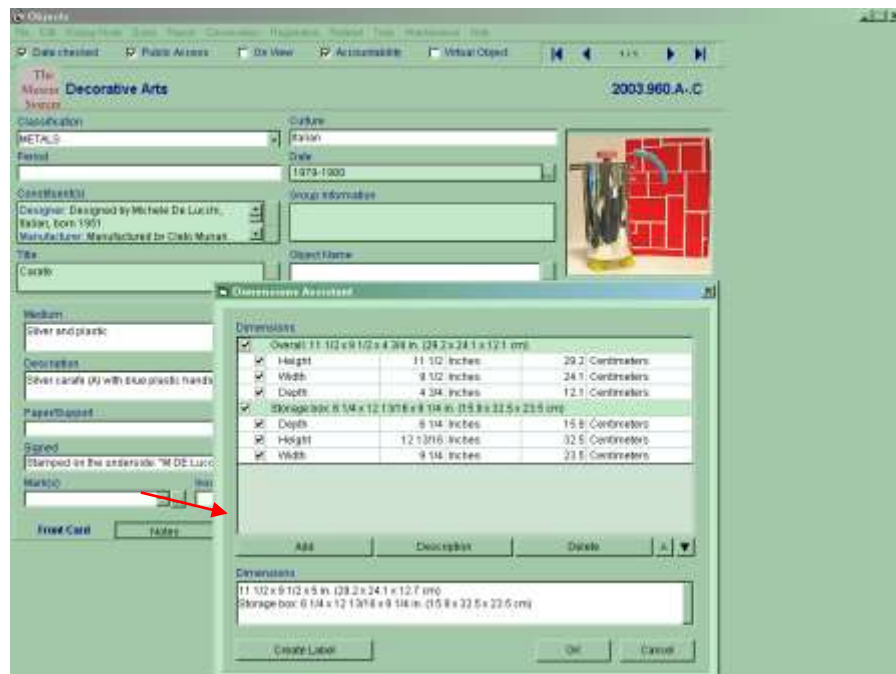 Objects
Data checked Public Access On View Accountability Virtual Object
The
Museum Decorative Arts 2003.960.A-.C
System
Classification Culture
METALS Italian
Period Date
1979-1980
Constituent(s) Group Information
Designer: Designed by Michele De Lucchi,
Italian, born 1951
Manufacturer: Manufactured by Cleto Munari
Title Object Name
Carafe
Dimensions Assistant
Medium
Silver and plastic
Dimensions
Overall: 11 1/2 x 9 1/2 x 4 3/4 in. (29.2 x 24.1 x 12.1 cm)
Height 11 1/2 Inches 29.2 Centimeters
Width 9 1/2 Inches 24.1 Centimeters
Depth 4 3/4 Inches 12.1 Centimeters
Storage box: 6 1/4 x 12 13/16 x 9 1/4 in. (15.9 x 32.5 x 23.5 cm)
Depth 6 1/4 Inches 15.9 Centimeters
Height 12 13/16 Inches 32.5 Centimeters
Width 9 1/4 Inches 23.5 Centimeters
Description
Silver carafe (A) with blue plastic
Paper/Support
Signed
Stamped on the underside: "M DE
Mark(s)
Front Card Notes
Add Description Delete
Dimensions
11 1/2 x 9 1/2 x 5 in. (29.2 x 24.1 x 12.7 cm)
Storage box: 6 1/4 x 12 13/16 x 9 1/4 in. (15.9 x 32.5 x 23.5 cm)
Create Label OK Cancel